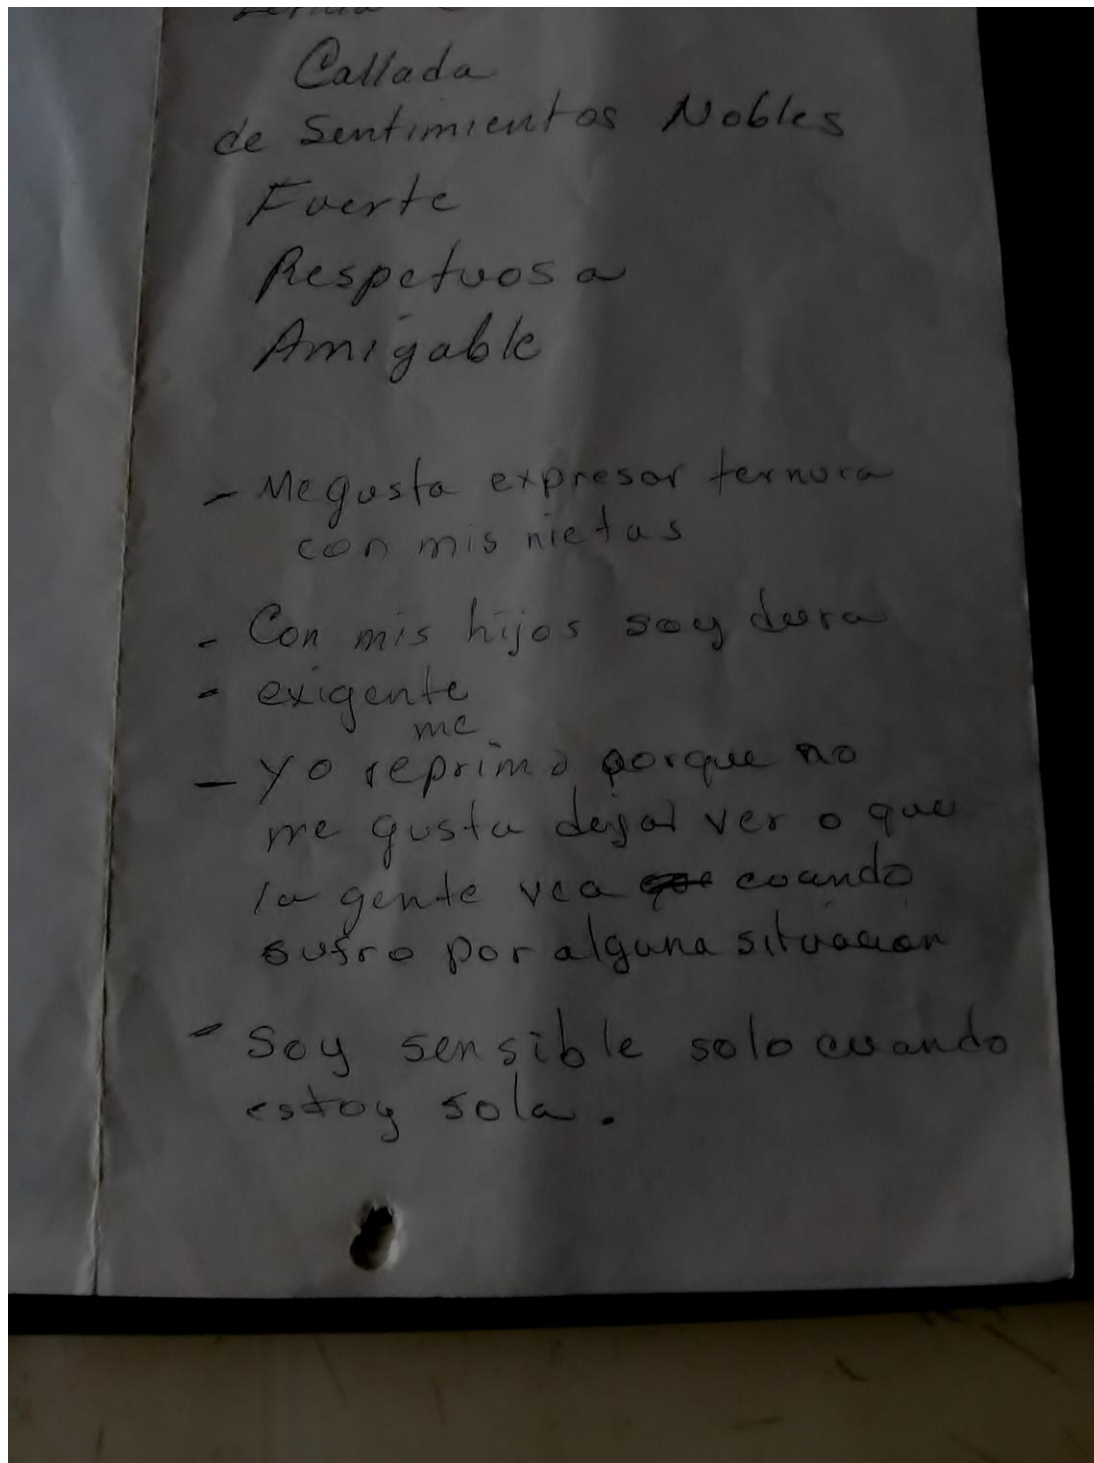 Callada
de Sentimientos Nobles
Fuerte
Respetuosa
Amigable
- Me gusta expresar ternura
con mis nietas
- Con mis hijos soy dura
- exigente
me
- Yo reprimo porque no
me gusta dejar ver o que
la gente vea cuando
sufro por alguna situación
- Soy sensible solo cuando
estoy sola.